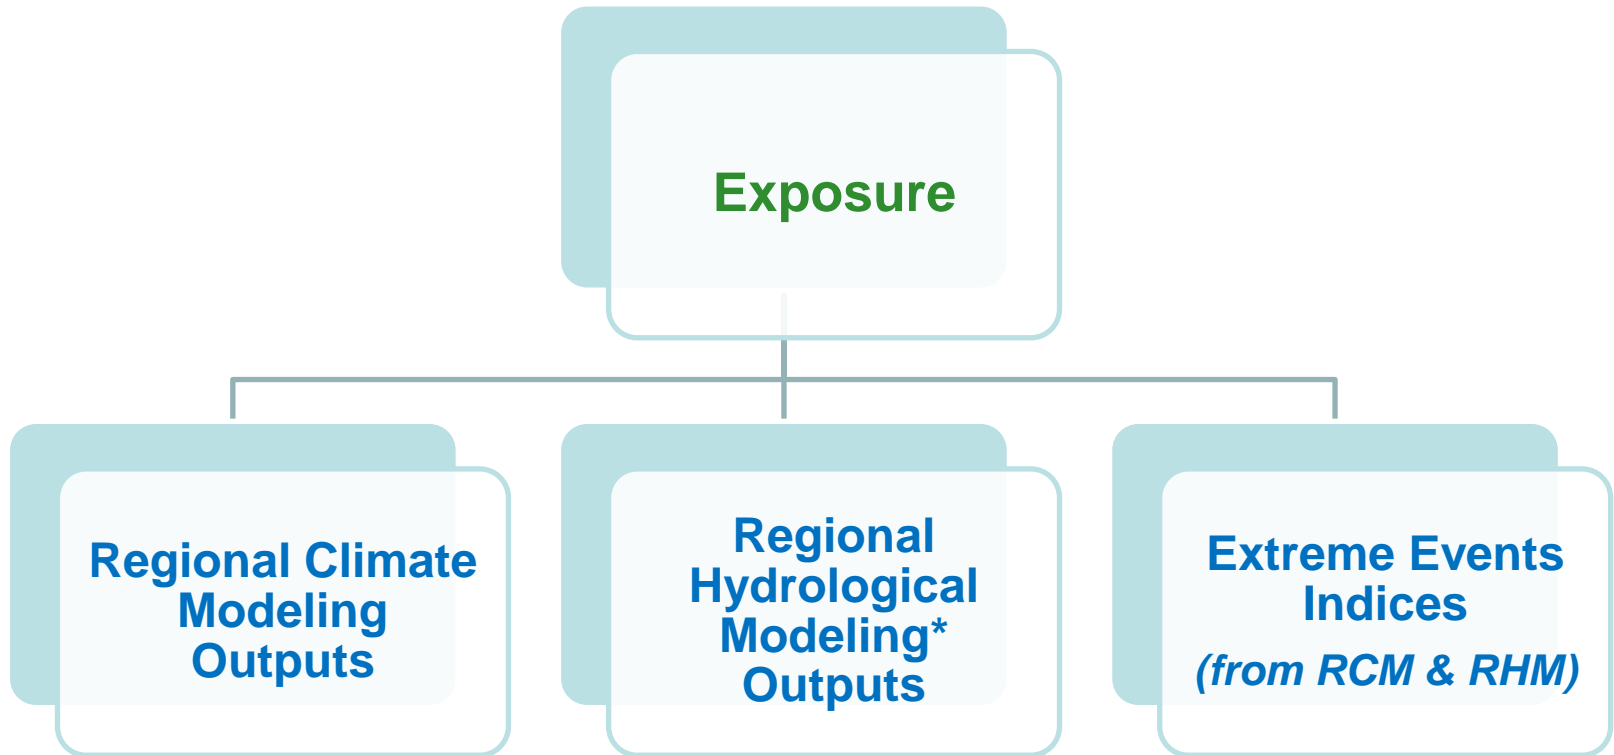 Exposure
Regional Climate
Modeling
Outputs
Regional
Hydrological
Modeling*
Outputs
Extreme Events
Indices
(from RCM & RHM)